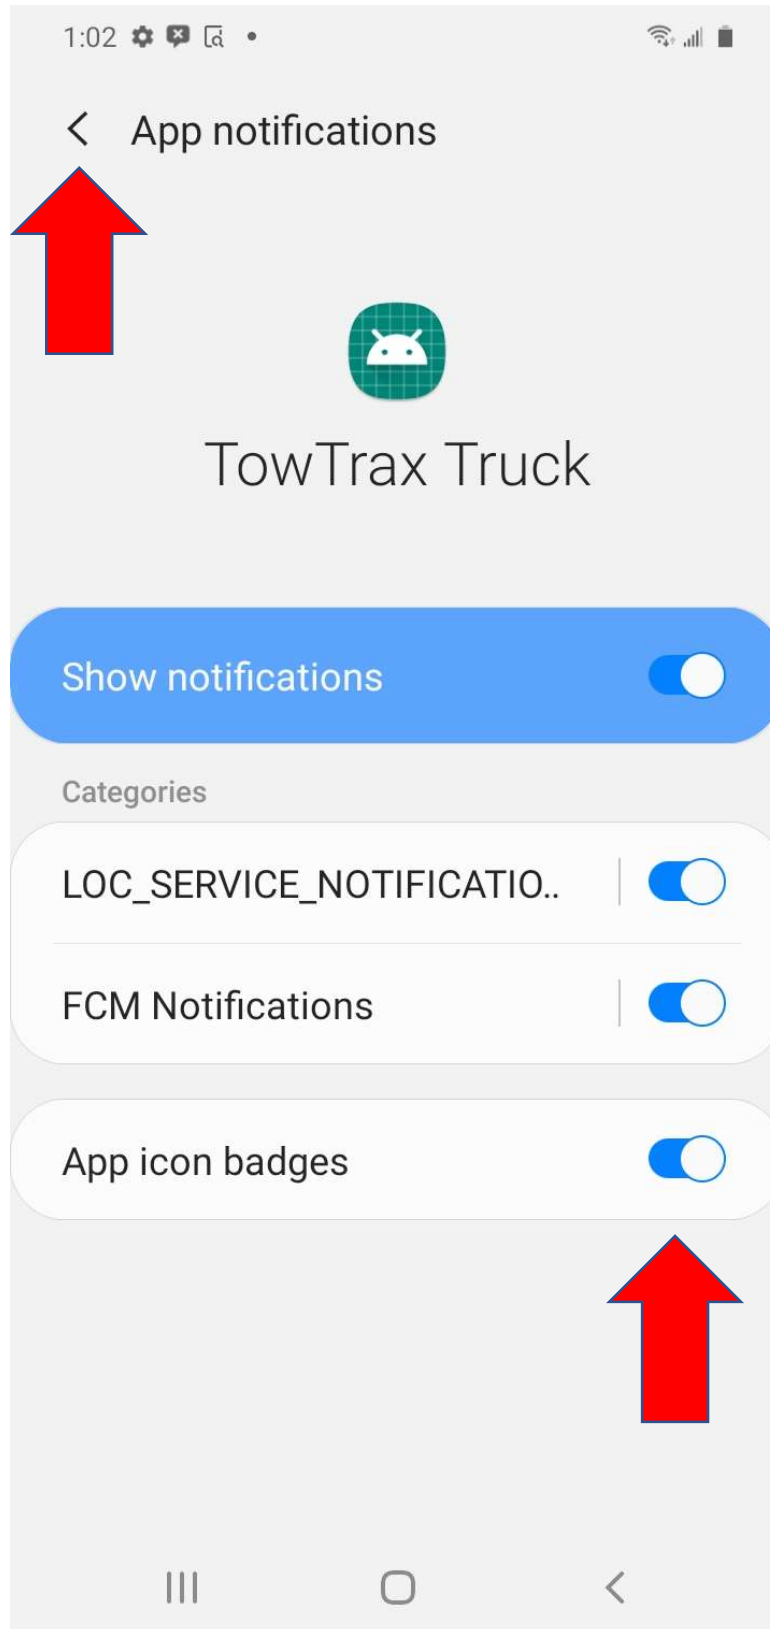 1:02
App notifications
TowTrax Truck
Show notifications
Categories
LOC_SERVICE_NOTIFICATIO..
FCM Notifications
App icon badges